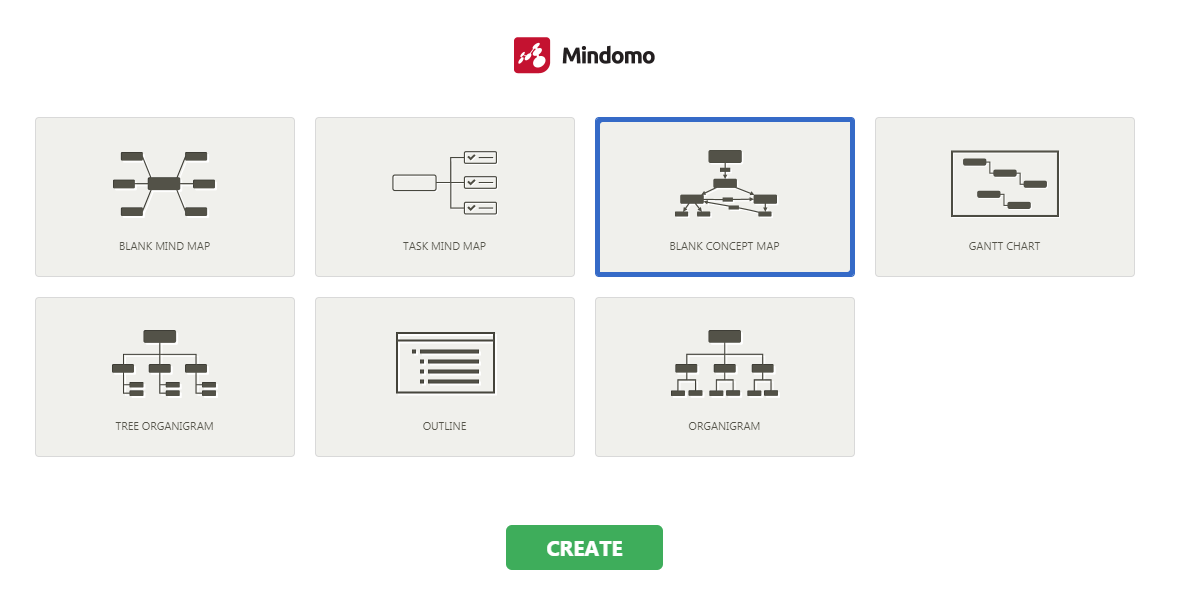 Mindomo
BLANK MIND MAP
TASK MIND MAP
BLANK CONCEPT MAP
GANTT CHART
TREE ORGANIGRAM
OUTLINE
ORGANIGRAM
CREATE